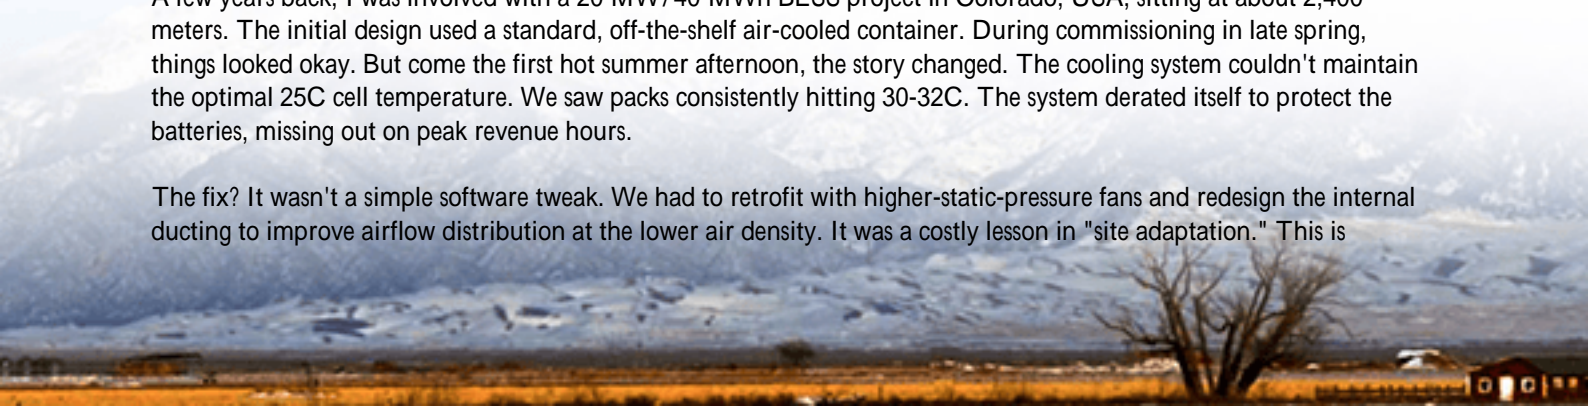 A few years back, I was involved with a 20 MW/40 MWh BESS project in Colorado, USA, sitting at about 2,400
meters. The initial design used a standard, off-the-shelf air-cooled container. During commissioning in late spring,
things looked okay. But come the first hot summer afternoon, the story changed. The cooling system couldn't maintain
the optimal 25C cell temperature. We saw packs consistently hitting 30-32C. The system derated itself to protect the
batteries, missing out on peak revenue hours.
The fix? It wasn't a simple software tweak. We had to retrofit with higher-static-pressure fans and redesign the internal
ducting to improve airflow distribution at the lower air density. It was a costly lesson in "site adaptation." This is